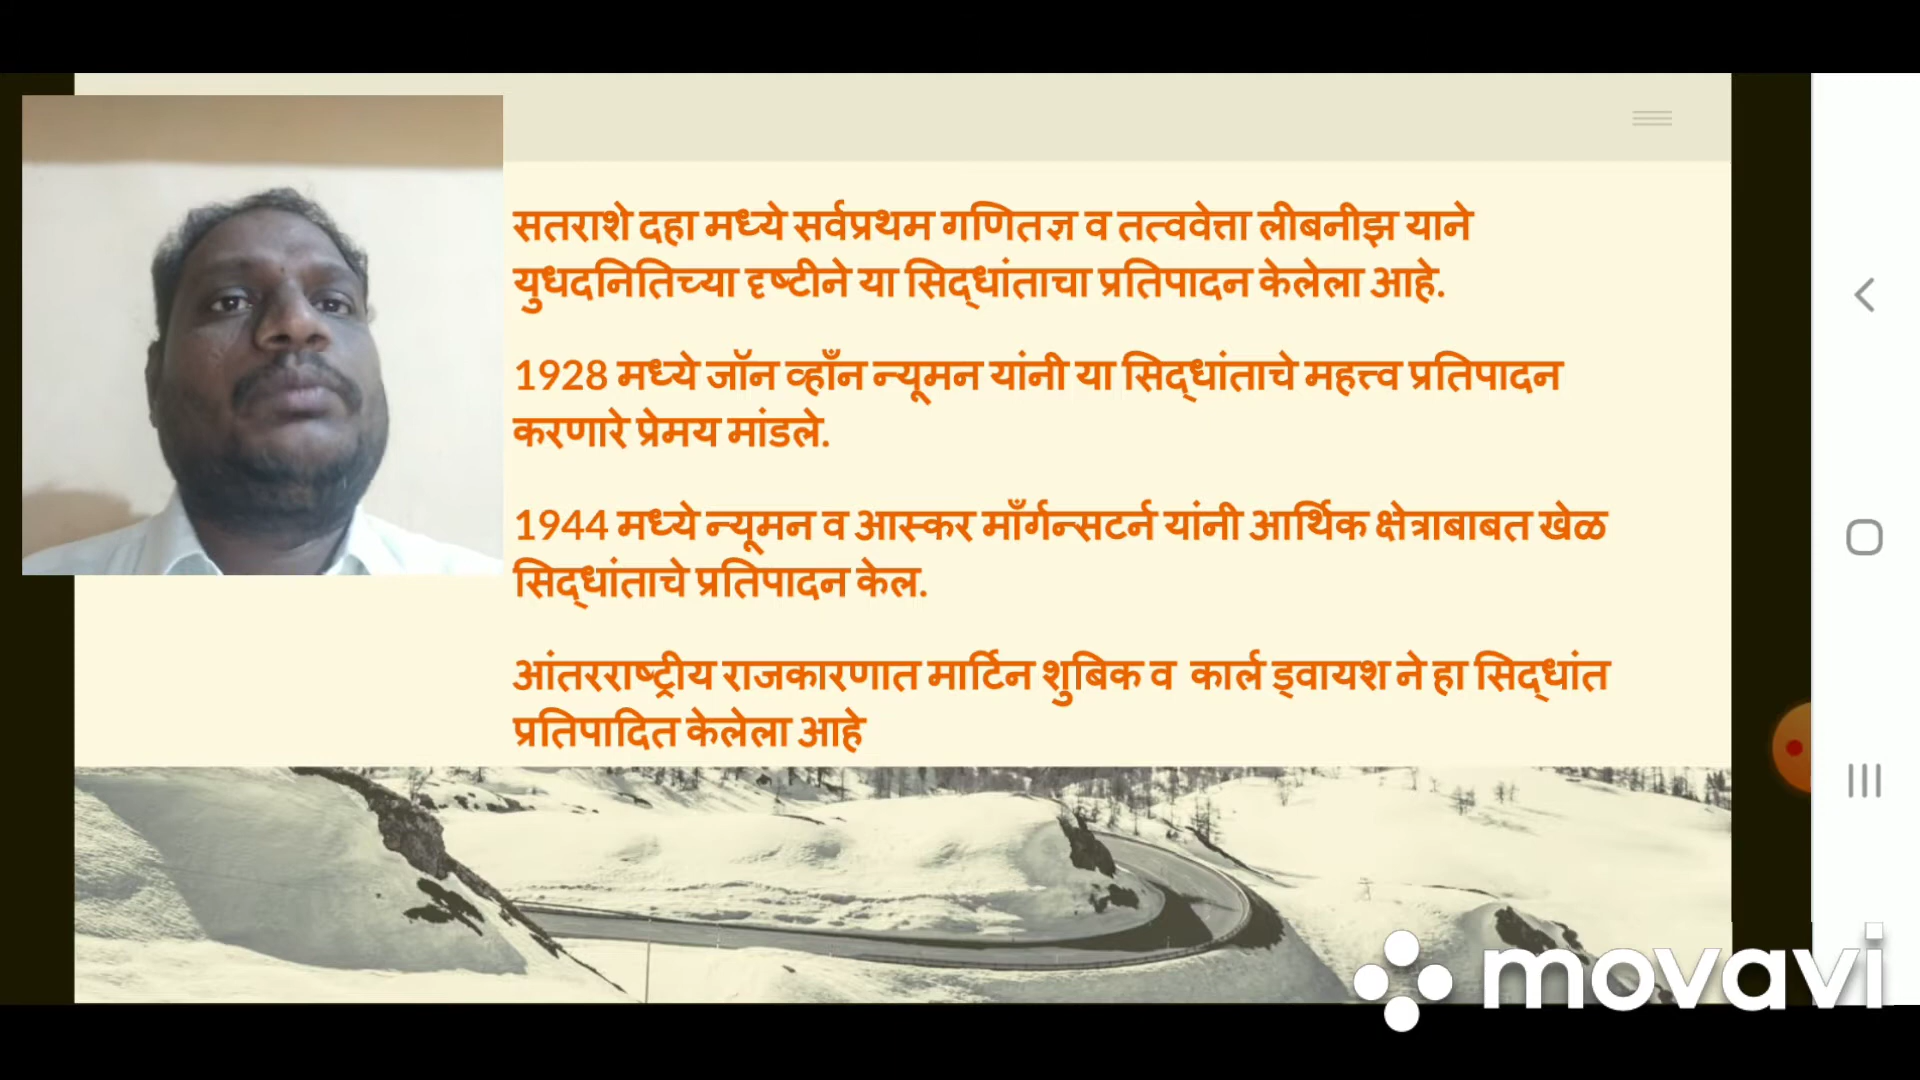 सतराशे दहा मध्ये सर्वप्रथम गणितज्ञ व तत्ववेत्ता लीबनीझ याने
युधदनितिच्या दृष्टीने या सिद्धांताचा प्रतिपादन केलेला आहे.
1928 मध्ये जॉन व्हाँन न्यूमन यांनी या सिद्धांताचे महत्त्व प्रतिपादन
करणारे प्रेमय मांडले.
1944 मध्ये न्यूमन व आस्कर माँर्गन्सटर्न यांनी आर्थिक क्षेत्राबाबत खेळ
सिद्धांताचे प्रतिपादन केल.
आंतरराष्ट्रीय राजकारणात मार्टिन शुबिक व कार्ल ड्वायश ने हा सिद्धांत
प्रतिपादित केलेला आहे
movavi